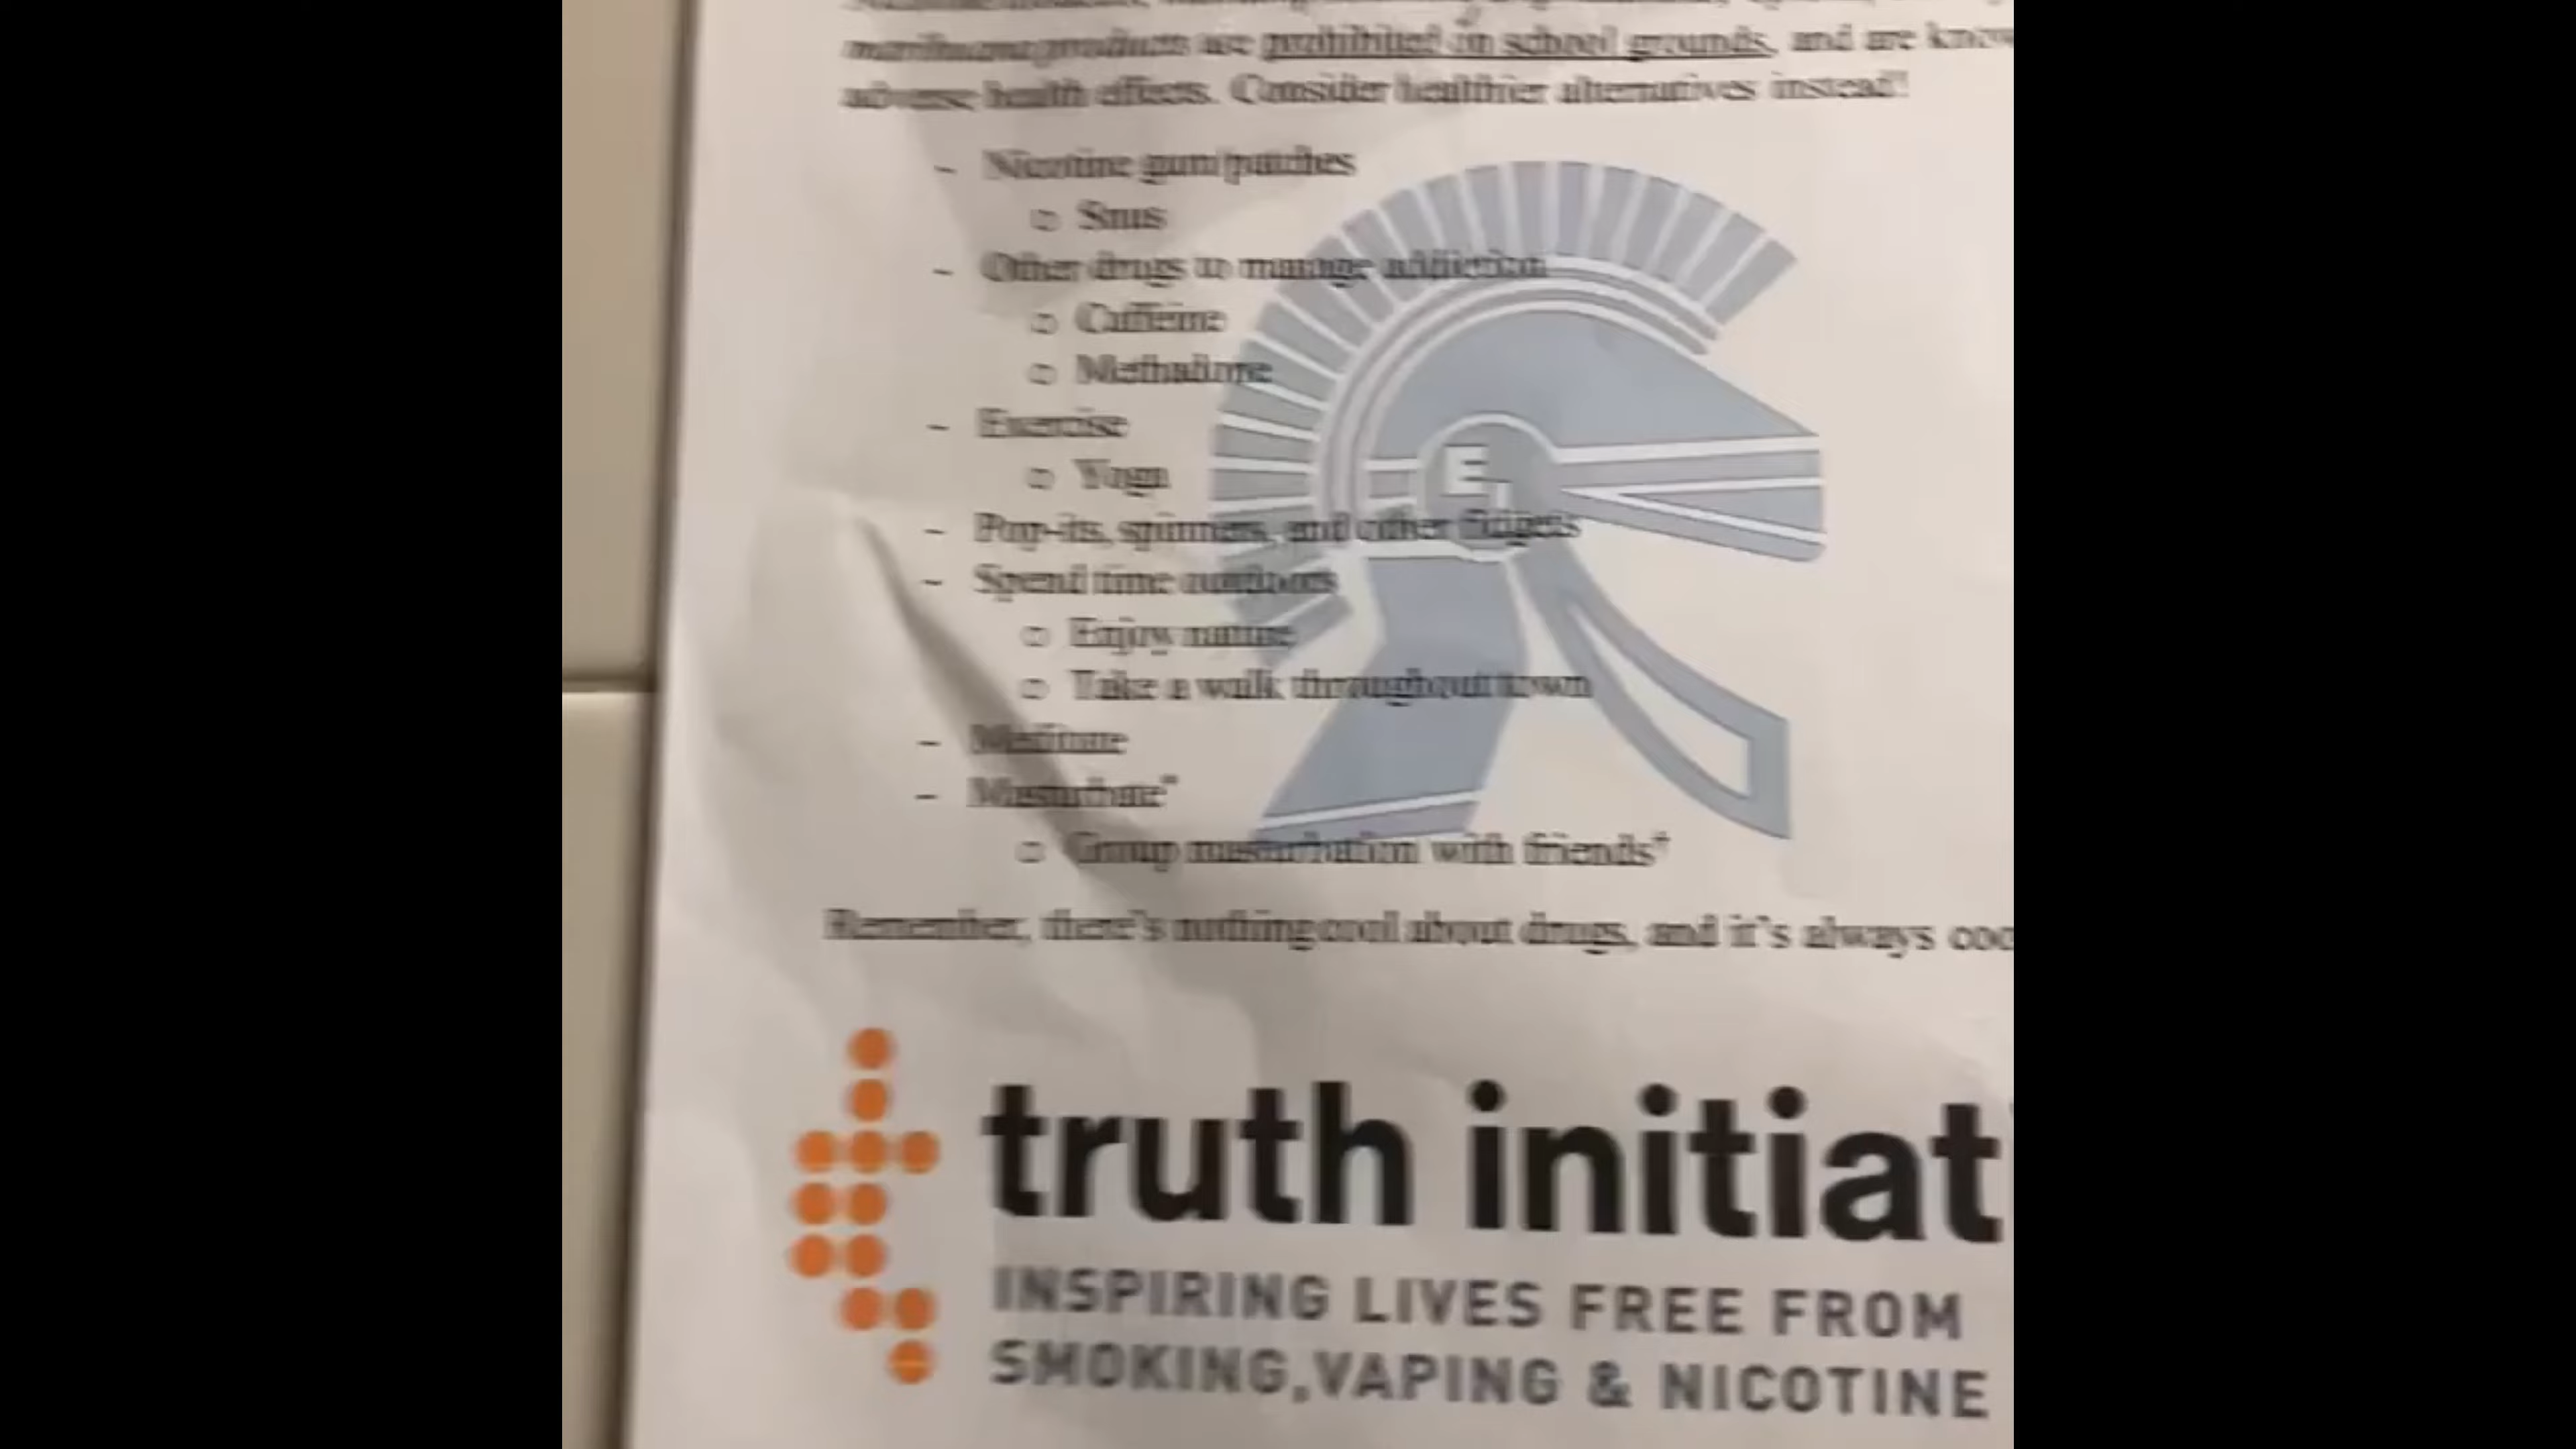 marihuana products are prohibited on school grounds, and are know
adverse health effects. Consider healthier alternatives instead!
- Nicotine gum/patches
o Snus
- Other drugs to manage addiction
o Caffeine
o Methadone
- Exercise
o Yoga
- Pop-its, spinners, and other fidgets
- Spend time outdoors
o Enjoy nature
o Take a walk throughout town
- Meditate
- Masturbate*
o Group masturbation with friends†
Remember, there's nothing cool about drugs, and it's always coo
E
truth initiat
INSPIRING LIVES FREE FROM
SMOKING, VAPING & NICOTINE